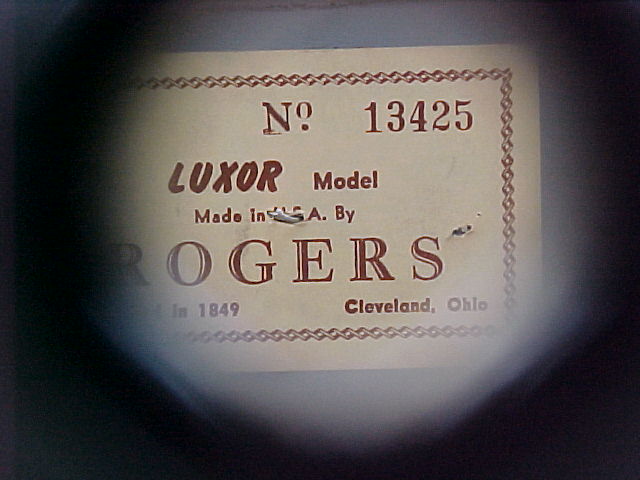 Nº 13425
LUXOR Model
Made in U.S.A. By
ROGERS
in 1849 Cleveland, Ohio